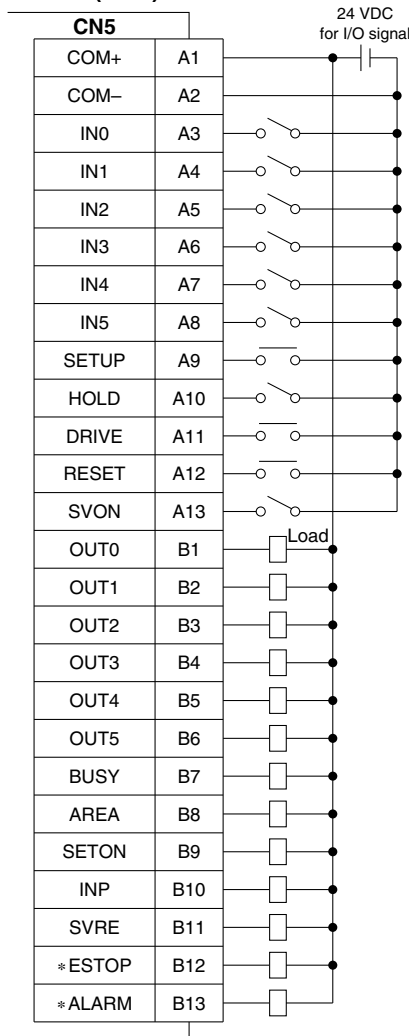 24 VDC
for I/O signal
CN5
COM+ A1
COM– A2
IN0 A3
IN1 A4
IN2 A5
IN3 A6
IN4 A7
IN5 A8
SETUP A9
HOLD A10
DRIVE A11
RESET A12
SVON A13
Load
OUT0 B1
OUT1 B2
OUT2 B3
OUT3 B4
OUT4 B5
OUT5 B6
BUSY B7
AREA B8
SETON B9
INP B10
SVRE B11
*ESTOP B12
*ALARM B13